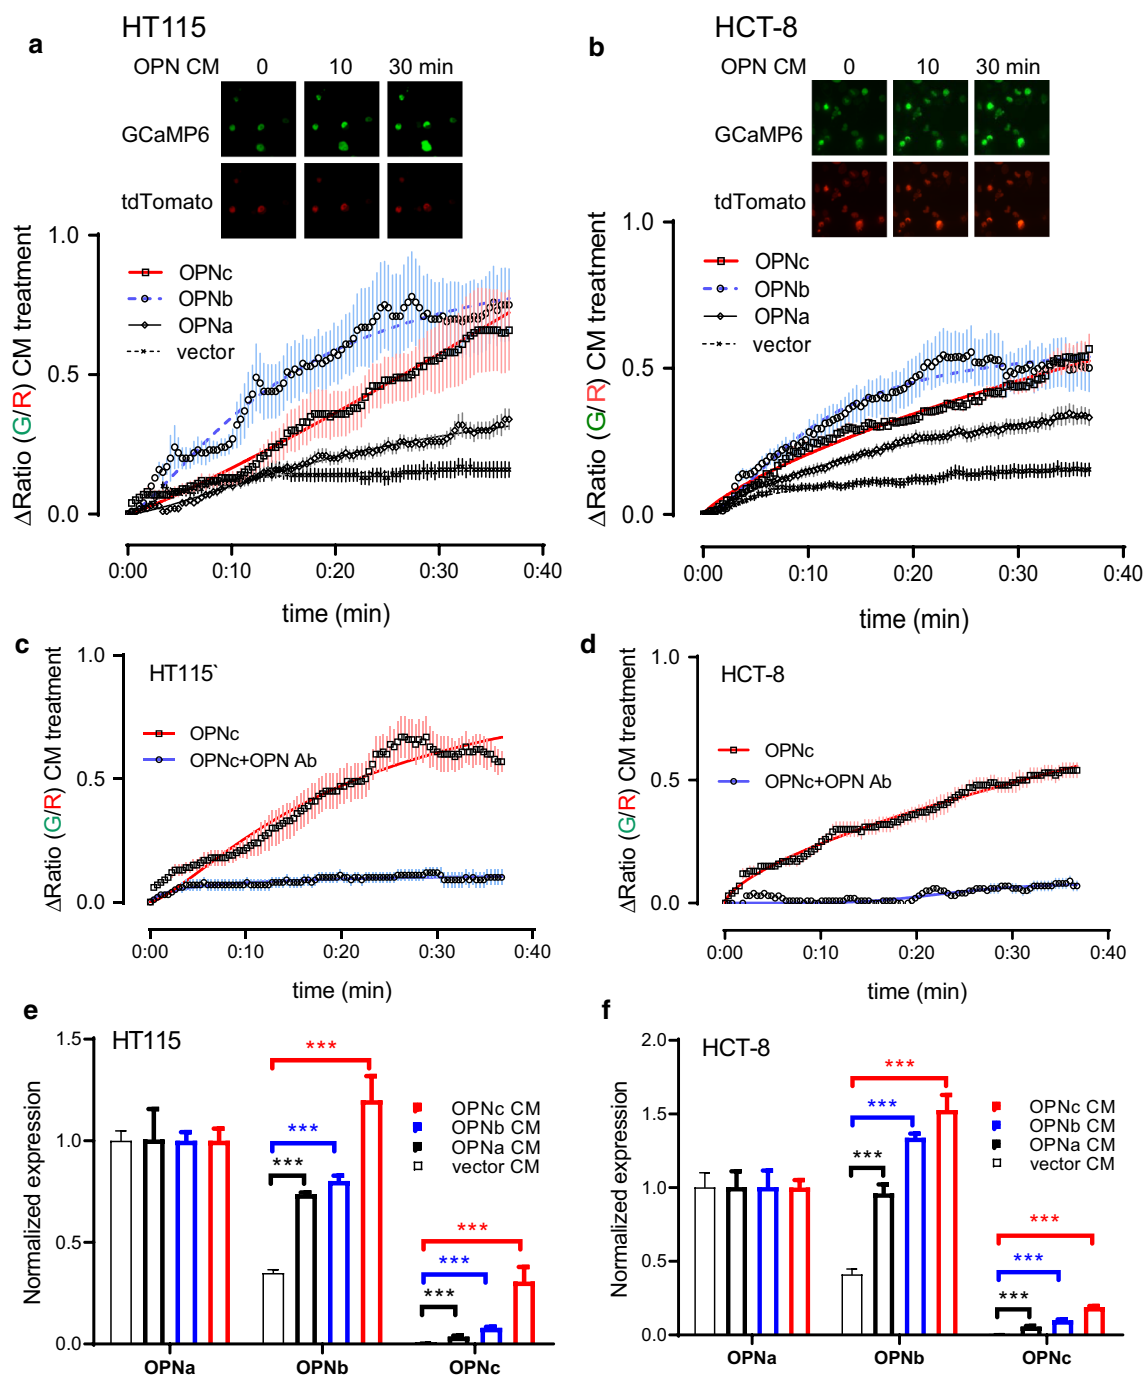 a
HT115
OPN CM 0 10 30 min
GCaMP6
tdTomato
1.0
0.5
0.0
ΔRatio (G/R) CM treatment
OPNc
OPNb
OPNa
vector
0:00 0:10 0:20 0:30 0:40
time (min)
b
HCT-8
OPN CM 0 10 30 min
GCaMP6
tdTomato
1.0
0.5
0.0
ΔRatio (G/R) CM treatment
OPNc
OPNb
OPNa
vector
0:00 0:10 0:20 0:30 0:40
time (min)
c
HT115`
1.0
0.5
0.0
ΔRatio (G/R) CM treatment
OPNc
OPNc+OPN Ab
0:00 0:10 0:20 0:30 0:40
time (min)
d
HCT-8
1.0
0.5
0.0
ΔRatio (G/R) CM treatment
OPNc
OPNc+OPN Ab
0:00 0:10 0:20 0:30 0:40
time (min)
e
HT115
1.5
1.0
0.5
0.0
Normalized expression
***
***
***
***
***
***
OPNc CM
OPNb CM
OPNa CM
vector CM
OPNa OPNb OPNc
f
HCT-8
2.0
1.5
1.0
0.5
0.0
Normalized expression
***
***
***
***
***
***
OPNc CM
OPNb CM
OPNa CM
vector CM
OPNa OPNb OPNc